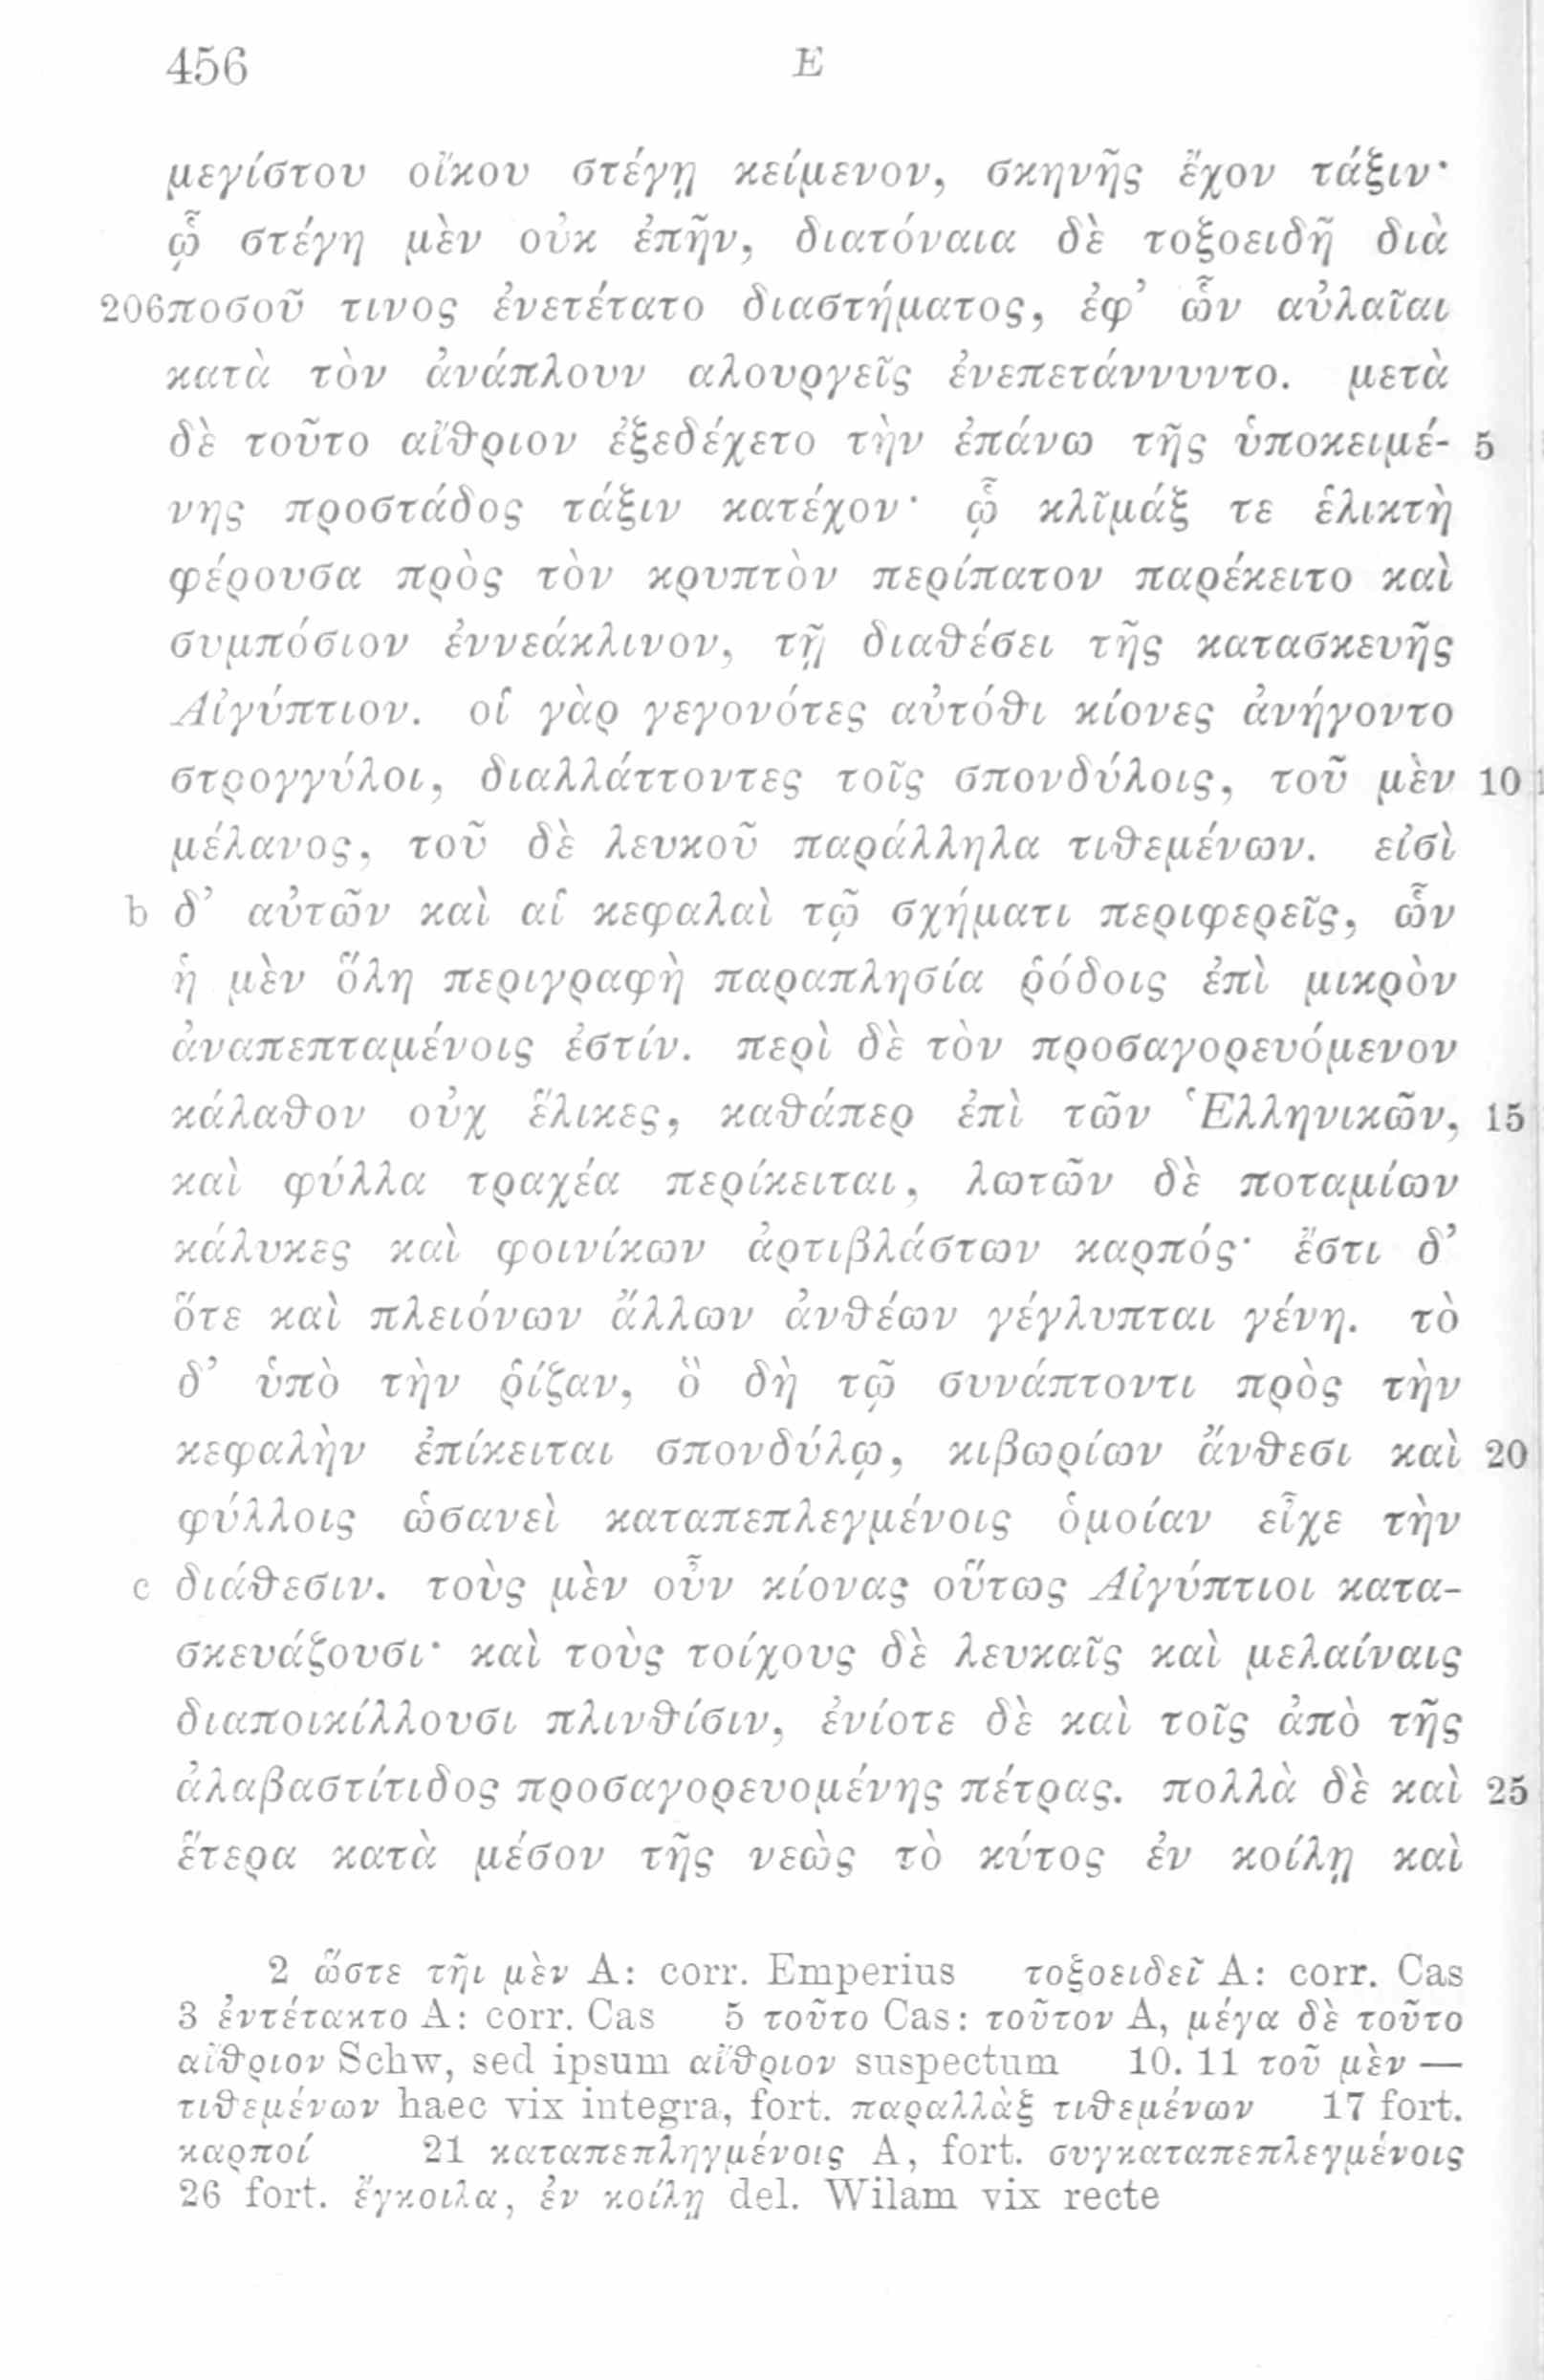 456 E
μεγίστου οἴκου στέγῃ κείμενον, σκηνῆς ἔχον τάξιν·
ᾧ στέγη μὲν οὐκ ἐπῆν, διατόναια δὲ τοξοειδῆ διὰ
206 ποσοῦ τινος ἐνετέτατο διαστήματος, ἐφ’ ὧν αὐλαῖαι
κατὰ τὸν ἀνάπλουν αλουργεῖς ἐνεπετάννυντο. μετὰ
δὲ τοῦτο αἴθριον ἐξεδέχετο τὴν ἐπάνω τῆς ὑποκειμέ- 5
νης προστάδος τάξιν κατέχον· ᾧ κλῖμάξ τε ἑλικτὴ
φέρουσα πρὸς τὸν κρυπτὸν περίπατον παρέκειτο καὶ
συμπόσιον ἐννεάκλινον, τῇ διαθέσει τῆς κατασκευῆς
Αἰγύπτιον. οἱ γὰρ γεγονότες αὐτόθι κίονες ἀνήγοντο
στρογγύλοι, διαλλάττοντες τοῖς σπονδύλοις, τοῦ μὲν 10
μέλανος, τοῦ δὲ λευκοῦ παράλληλα τιθεμένων. εἰσὶ
b δ’ αὐτῶν καὶ αἱ κεφαλαὶ τῷ σχήματι περιφερεῖς, ὧν
ἡ μὲν ὅλη περιγραφὴ παραπλησία ῥόδοις ἐπὶ μικρὸν
ἀναπεπταμένοις ἐστίν. περὶ δὲ τὸν προσαγορευόμενον
κάλαθον οὐχ ἕλικες, καθάπερ ἐπὶ τῶν Ἑλληνικῶν, 15
καὶ φύλλα τραχέα περίκειται, λωτῶν δὲ ποταμίων
κάλυκες καὶ φοινίκων ἀρτιβλάστων καρπός· ἔστι δ’
ὅτε καὶ πλειόνων ἄλλων ἀνθέων γέγλυπται γένη. τὸ
δ’ ὑπὸ τὴν ῥίζαν, ὃ δὴ τῷ συνάπτοντι πρὸς τὴν
κεφαλὴν ἐπίκειται σπονδύλῳ, κιβωρίων ἄνθεσι καὶ 20
φύλλοις ὡσανεὶ καταπεπλεγμένοις ὁμοίαν εἶχε τὴν
c διάθεσιν. τοὺς μὲν οὖν κίονας οὕτως Αἰγύπτιοι κατα-
σκευάζουσι· καὶ τοὺς τοίχους δὲ λευκαῖς καὶ μελαίναις
διαποικίλλουσι πλινθίσιν, ἐνίοτε δὲ καὶ τοῖς ἀπὸ τῆς
ἀλαβαστίτιδος προσαγορευομένης πέτρας. πολλὰ δὲ καὶ 25
ἕτερα κατὰ μέσον τῆς νεὼς τὸ κύτος ἐν κοίλῃ καὶ
2 ὥστε τῆι μὲν A: corr. Emperius τοξοειδεῖ A: corr. Cas
3 ἐντέτακτο A: corr. Cas 5 τοῦτο Cas: τοῦτον A, μέγα δὲ τοῦτο
αἴθριον Schw, sed ipsum αἴθριον suspectum 10. 11 τοῦ μὲν —
τιθεμένων haec vix integra, fort. παραλλὰξ τιθεμένων 17 fort.
καρποί 21 καταπεπληγμένοις A, fort. συγκαταπεπλεγμένοις
26 fort. ἔγκοιλα, ἐν κοίλῃ del. Wilam vix recte